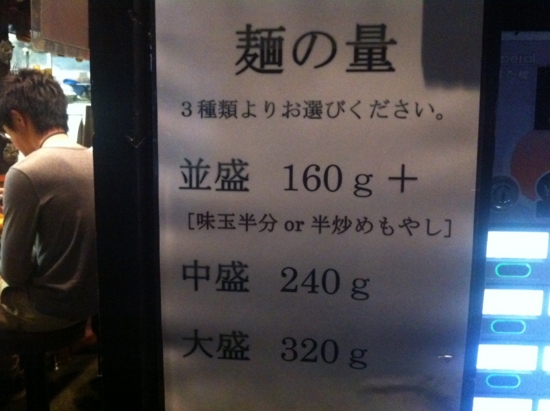 麺の量
3種類よりお選びください。
並盛 160g+
[味玉半分 or 半炒めもやし]
中盛 240g
大盛 320g